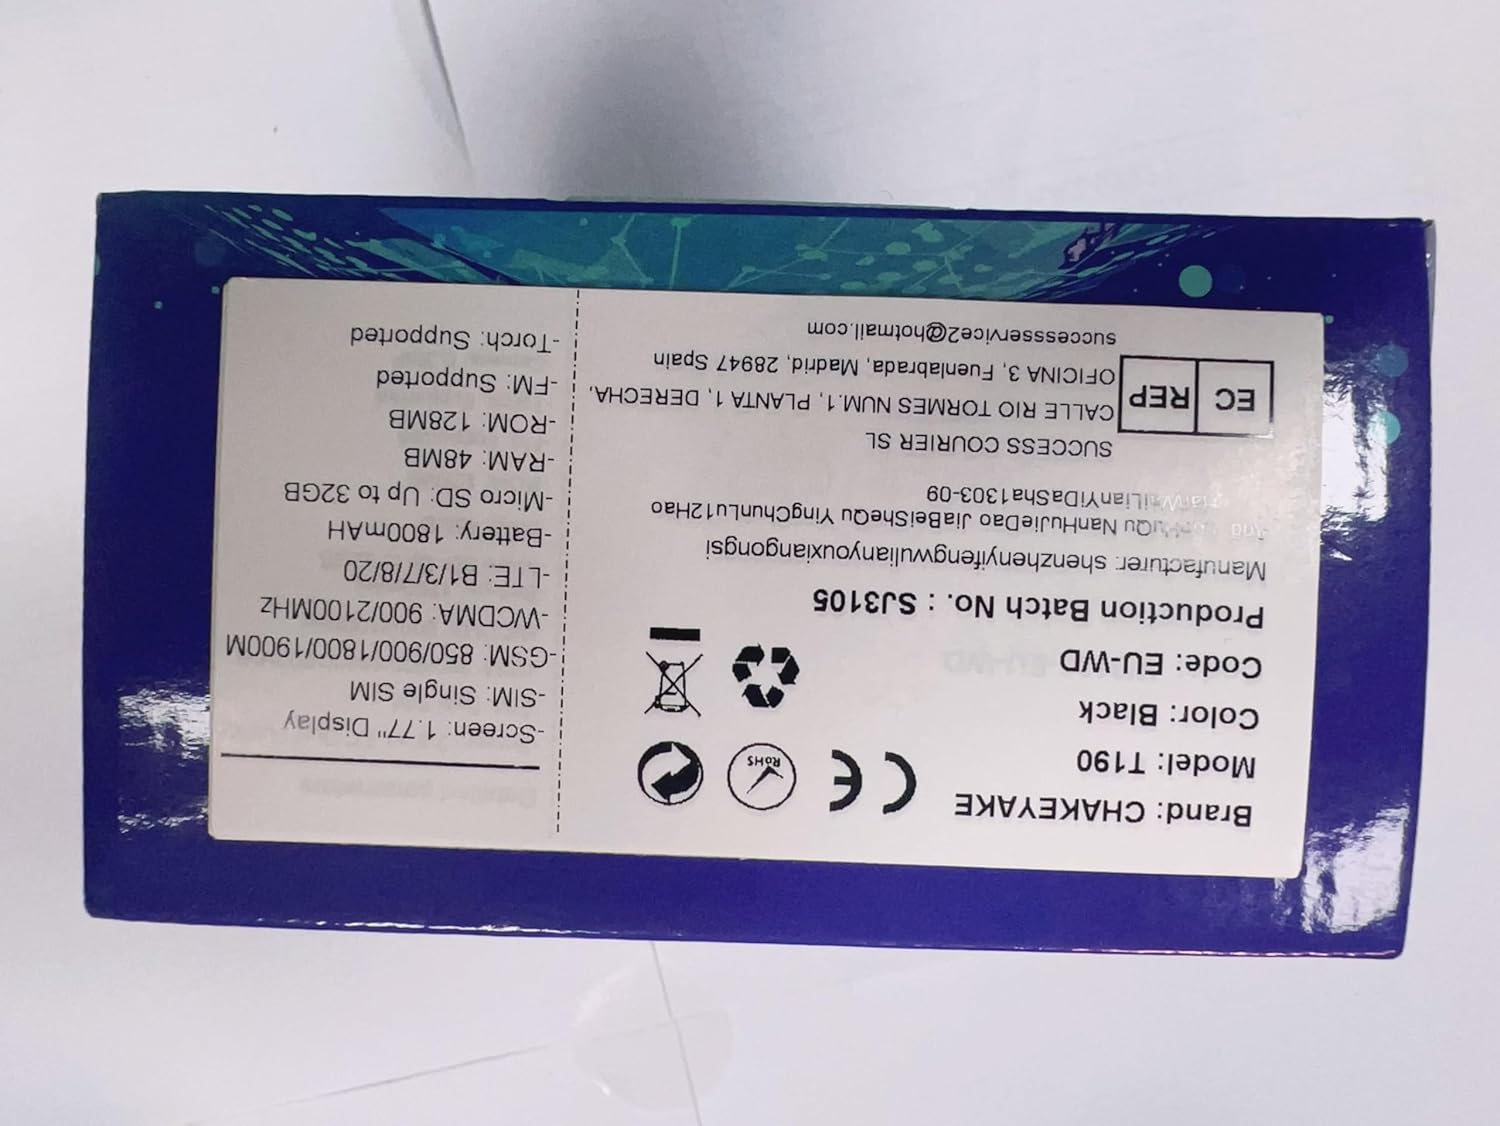 Brand: CHAKEYAKE
Model: T190
Color: Black
Code: EU-WD
Production Batch No. : SJ3105
Manufacturer: shenzhenyifengwulianyouxiangongsi
Qu NanHuJieDao JiaBeiSheQu YingChunLu12Hao
LianYiDaSha1303-09
SUCCESS COURIER SL
EC REP
CALLE RIO TORMES NUM.1, PLANTA 1, DERECHA,
OFICINA 3, Fuenlabrada, Madrid, 28947 Spain
successservice2@hotmail.com
CE
RoHS
-Screen: 1.77" Display
-SIM: Single SIM
-GSM: 850/900/1800/1900M
-WCDMA: 900/2100MHz
-LTE: B1/3/7/8/20
-Battery: 1800mAH
-Micro SD: Up to 32GB
-RAM: 48MB
-ROM: 128MB
-FM: Supported
-Torch: Supported